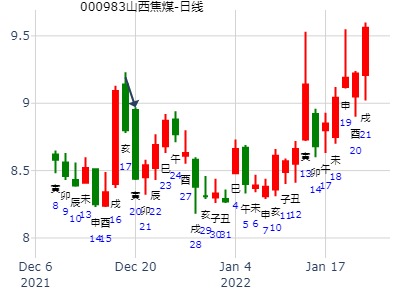 000983山西焦煤-日线
9.5
9
8.5
8
寅
8
卯
9
辰
10
未
13
申
14
酉
15
戌
16
亥
17
寅
20
卯
21
辰
22
巳
23
午
24
酉
27
戌
28
亥
29
子
30
丑
31
巳
4
午
5
未
6
申
7
亥
10
子
11
丑
12
寅
13
卯
14
午
17
未
18
申
19
酉
20
戌
21
Dec 6
2021
Dec 20
Jan 4
2022
Jan 17